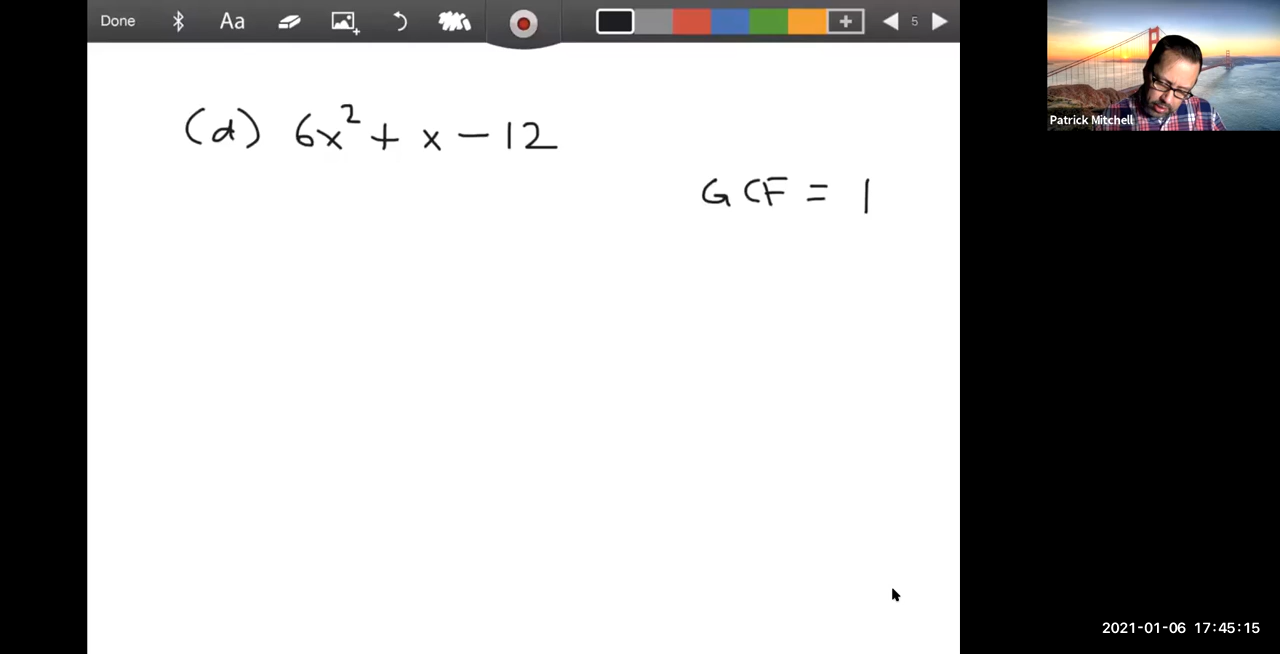 Done Aa 5
(d) 6x² + x − 12
GCF = 1
Patrick Mitchell
2021-01-06 17:45:15